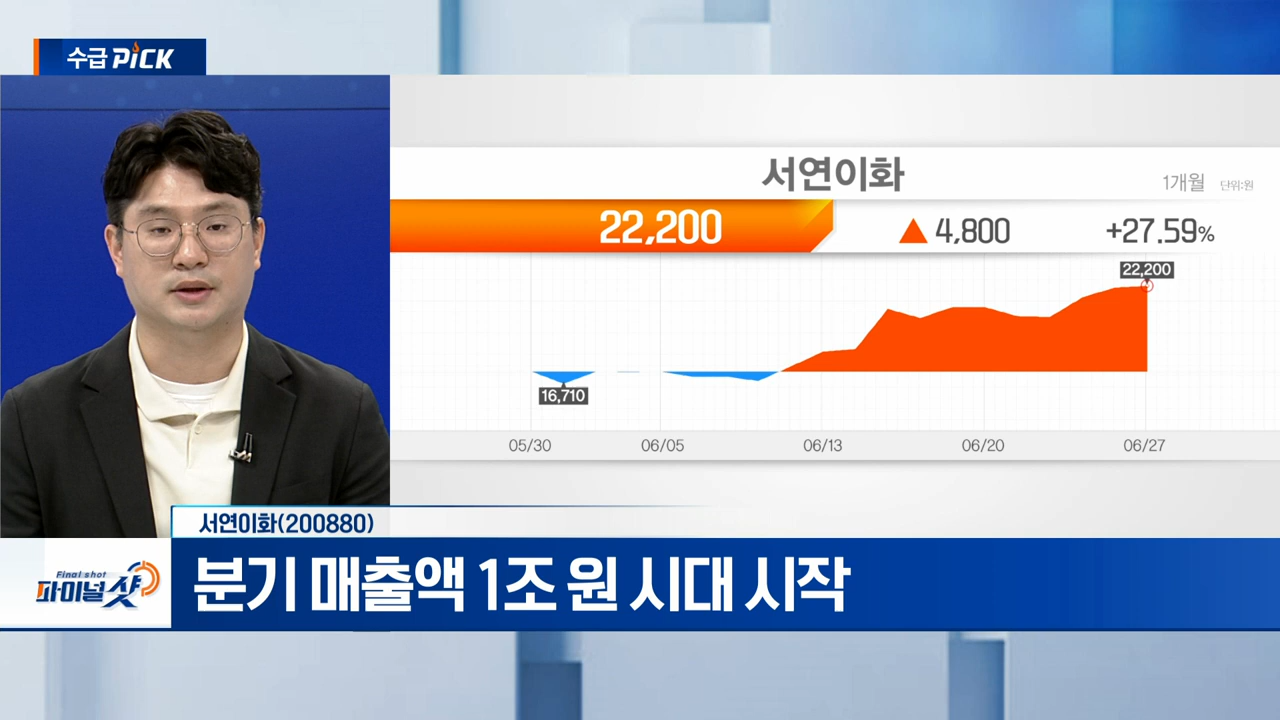 수급 PiCK
서연이화
1개월 단위:원
22,200 ▲ 4,800 +27.59%
22,200
16,710
05/30 06/05 06/13 06/20 06/27
서연이화(200880)
Final shot
파이널샷
분기 매출액 1조 원 시대 시작